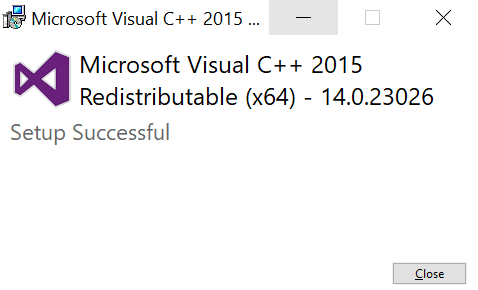 Microsoft Visual C++ 2015 ...
Microsoft Visual C++ 2015
Redistributable (x64) - 14.0.23026
Setup Successful
Close